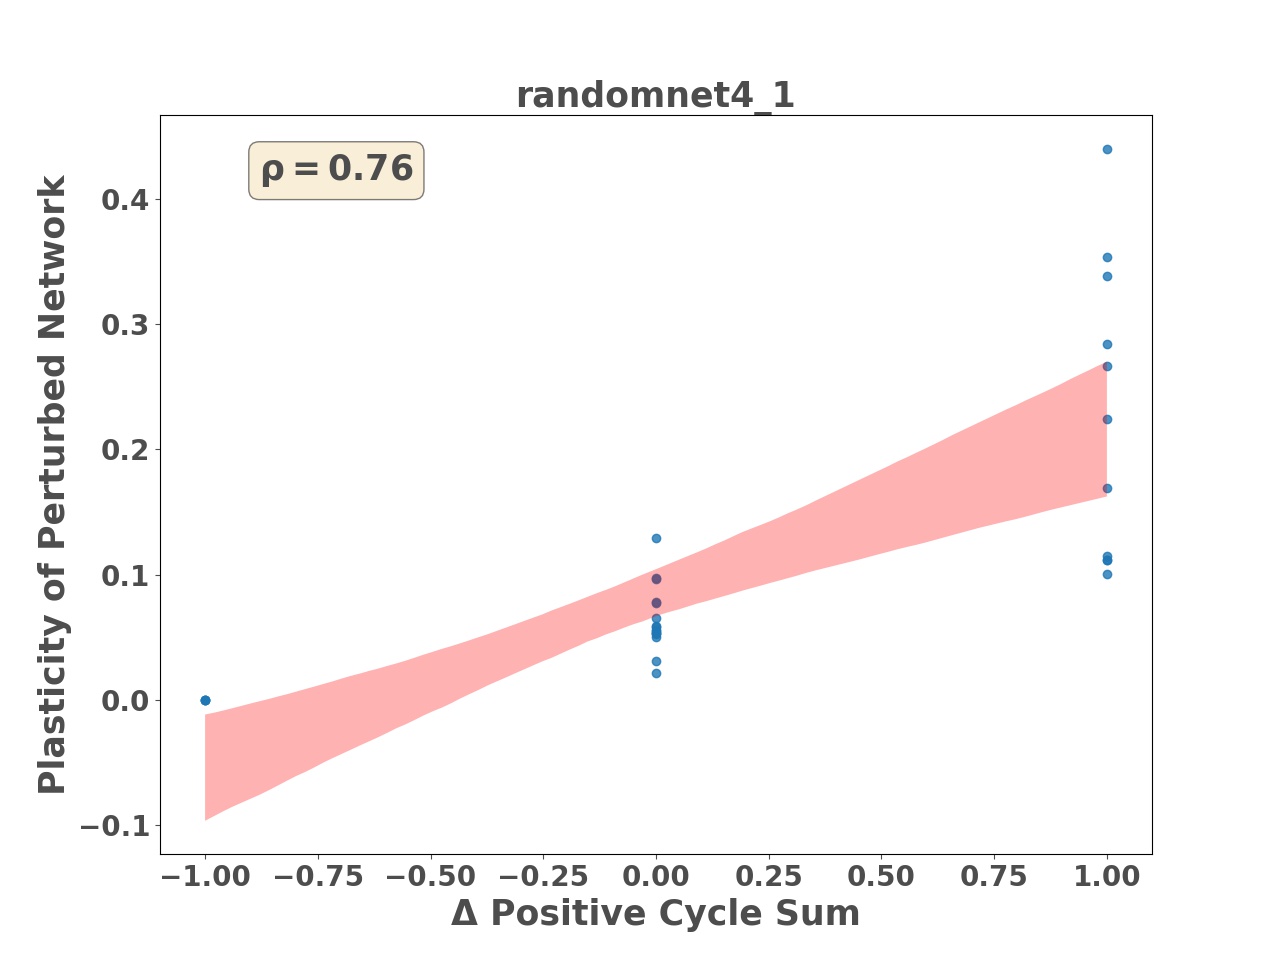 randomnet4_1
ρ = 0.76
Plasticity of Perturbed Network
0.4
0.3
0.2
0.1
0.0
−0.1
−1.00 −0.75 −0.50 −0.25 0.00 0.25 0.50 0.75 1.00
Δ Positive Cycle Sum